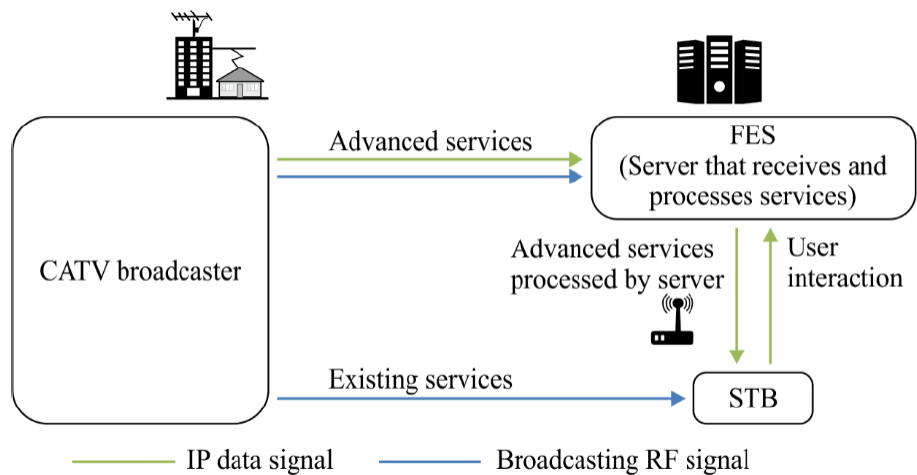 Advanced services
FES
(Server that receives and
processes services)
CATV broadcaster
Advanced services
processed by server
User
interaction
Existing services
STB
IP data signal
Broadcasting RF signal